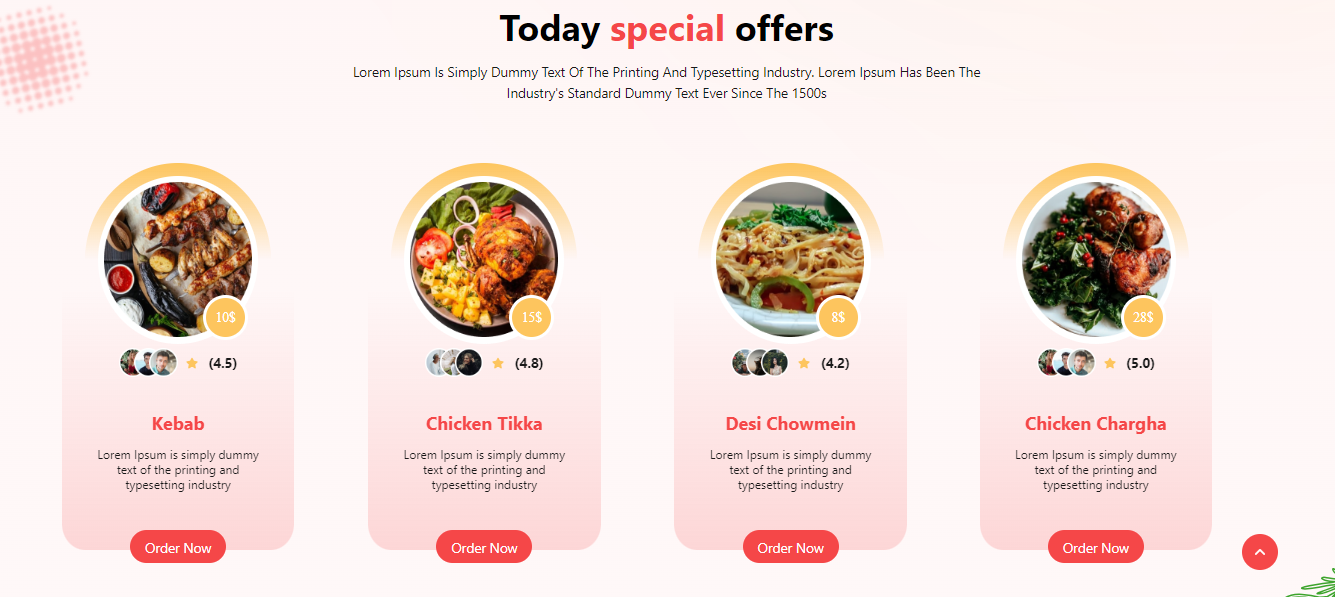 Today special offers
Lorem Ipsum Is Simply Dummy Text Of The Printing And Typesetting Industry. Lorem Ipsum Has Been The
Industry's Standard Dummy Text Ever Since The 1500s
10$
(4.5)
Kebab
Lorem Ipsum is simply dummy
text of the printing and
typesetting industry
Order Now
15$
(4.8)
Chicken Tikka
Lorem Ipsum is simply dummy
text of the printing and
typesetting industry
Order Now
8$
(4.2)
Desi Chowmein
Lorem Ipsum is simply dummy
text of the printing and
typesetting industry
Order Now
28$
(5.0)
Chicken Chargha
Lorem Ipsum is simply dummy
text of the printing and
typesetting industry
Order Now